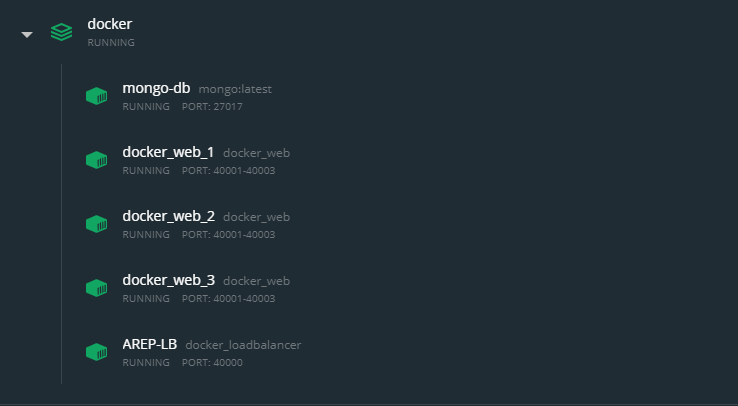 docker
RUNNING
mongo-db mongo:latest
RUNNING PORT: 27017
docker_web_1 docker_web
RUNNING PORT: 40001-40003
docker_web_2 docker_web
RUNNING PORT: 40001-40003
docker_web_3 docker_web
RUNNING PORT: 40001-40003
AREP-LB docker_loadbalancer
RUNNING PORT: 40000